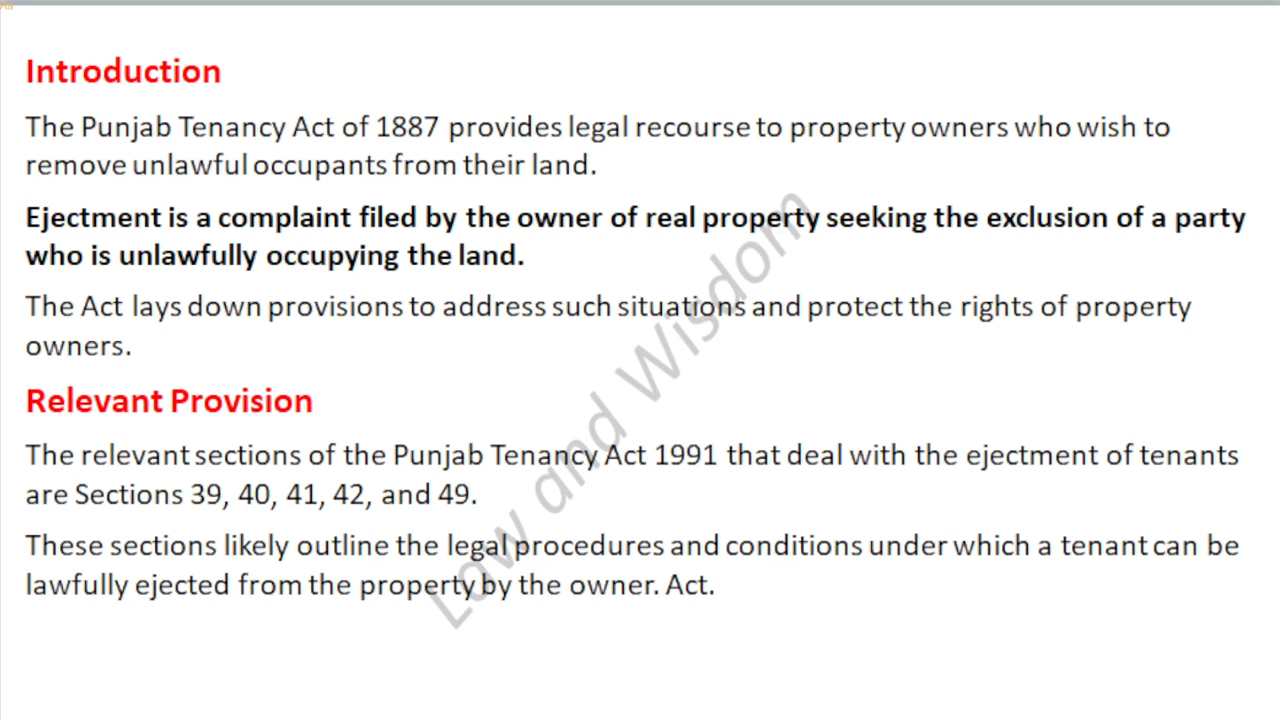 Introduction
The Punjab Tenancy Act of 1887 provides legal recourse to property owners who wish to
remove unlawful occupants from their land.
Ejectment is a complaint filed by the owner of real property seeking the exclusion of a party
who is unlawfully occupying the land.
The Act lays down provisions to address such situations and protect the rights of property
owners.
Relevant Provision
The relevant sections of the Punjab Tenancy Act 1991 that deal with the ejectment of tenants
are Sections 39, 40, 41, 42, and 49.
These sections likely outline the legal procedures and conditions under which a tenant can be
lawfully ejected from the property by the owner. Act.
Low and Wisdom